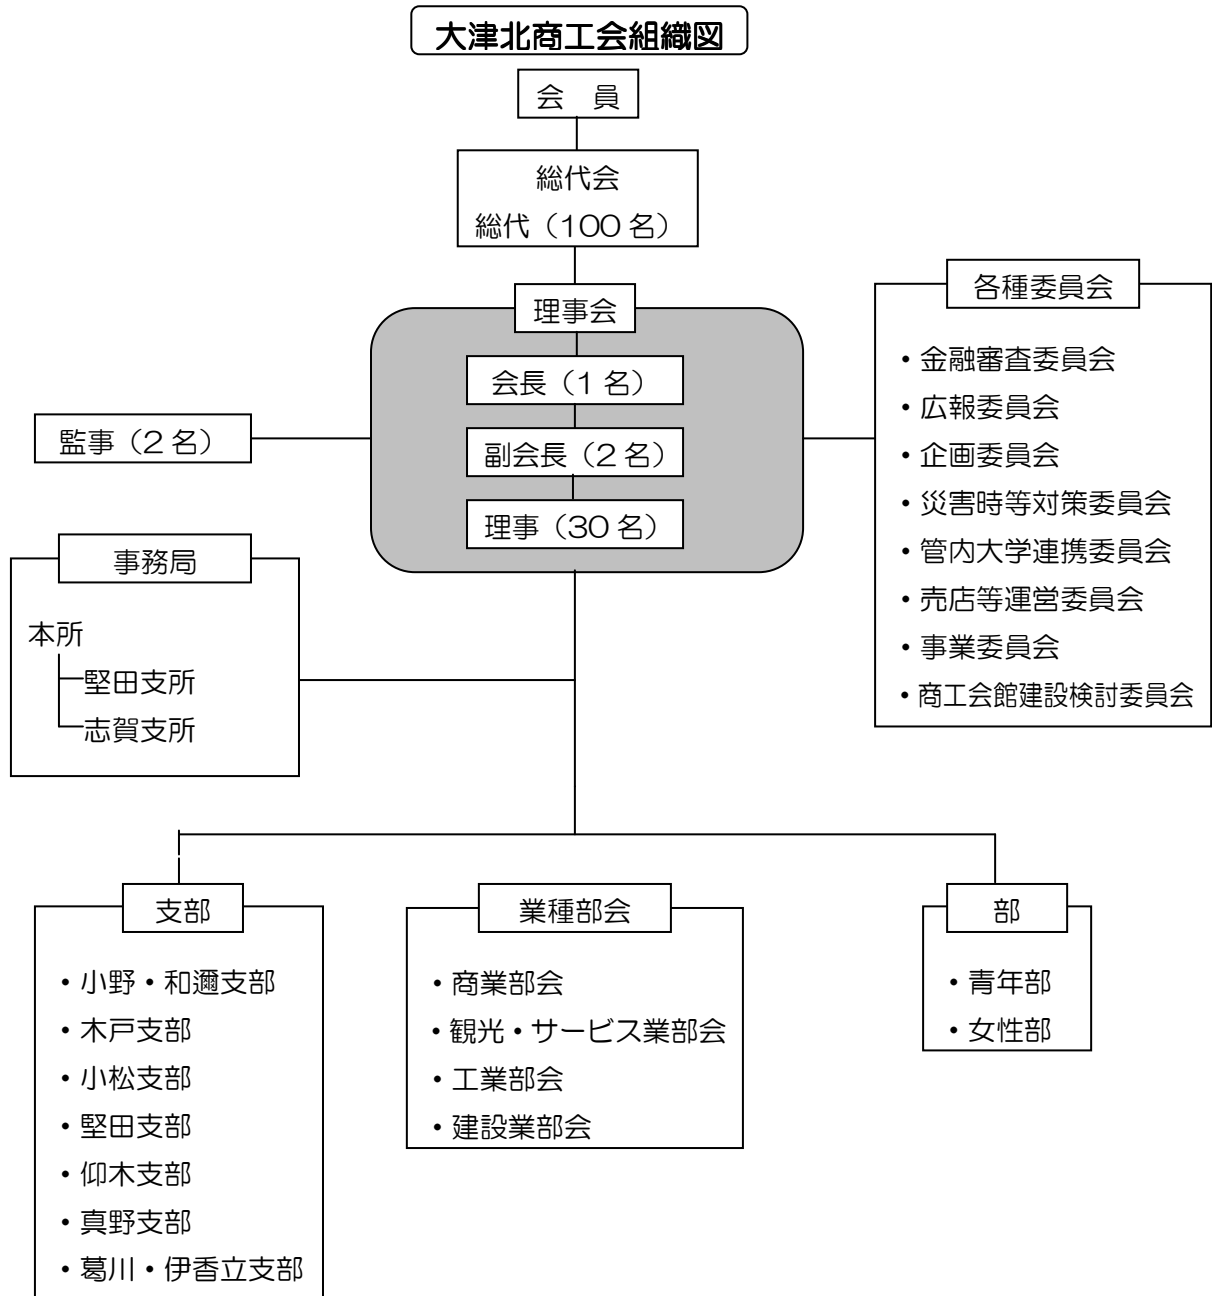 大津北商工会組織図
会　員
総代会
総代（100 名）
理事会
会長（1 名）
副会長（2 名）
理事（30 名）
監事（2 名）
各種委員会
・金融審査委員会
・広報委員会
・企画委員会
・災害時等対策委員会
・管内大学連携委員会
・売店等運営委員会
・事業委員会
・商工会館建設検討委員会
事務局
本所
堅田支所
志賀支所
支部
・小野・和邇支部
・木戸支部
・小松支部
・堅田支部
・仰木支部
・真野支部
・葛川・伊香立支部
業種部会
・商業部会
・観光・サービス業部会
・工業部会
・建設業部会
部
・青年部
・女性部